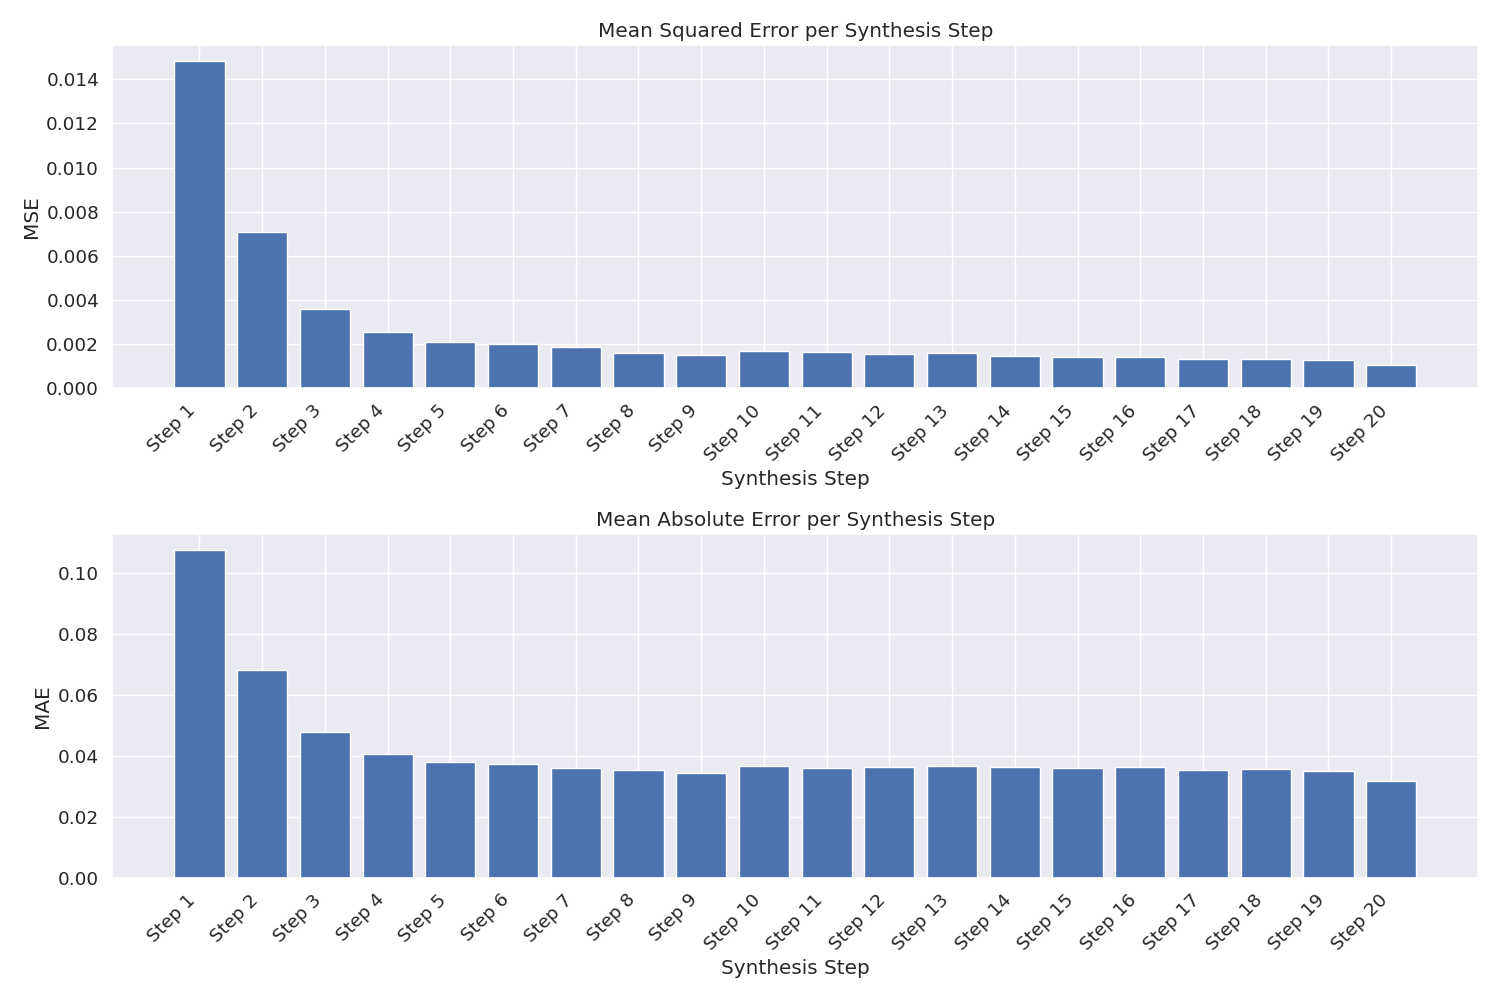 Mean Squared Error per Synthesis Step
0.014
0.012
0.010
0.008
0.006
0.004
0.002
0.000
MSE
Step 1
Step 2
Step 3
Step 4
Step 5
Step 6
Step 7
Step 8
Step 9
Step 10
Step 11
Step 12
Step 13
Step 14
Step 15
Step 16
Step 17
Step 18
Step 19
Step 20
Synthesis Step
Mean Absolute Error per Synthesis Step
0.10
0.08
0.06
0.04
0.02
0.00
MAE
Step 1
Step 2
Step 3
Step 4
Step 5
Step 6
Step 7
Step 8
Step 9
Step 10
Step 11
Step 12
Step 13
Step 14
Step 15
Step 16
Step 17
Step 18
Step 19
Step 20
Synthesis Step